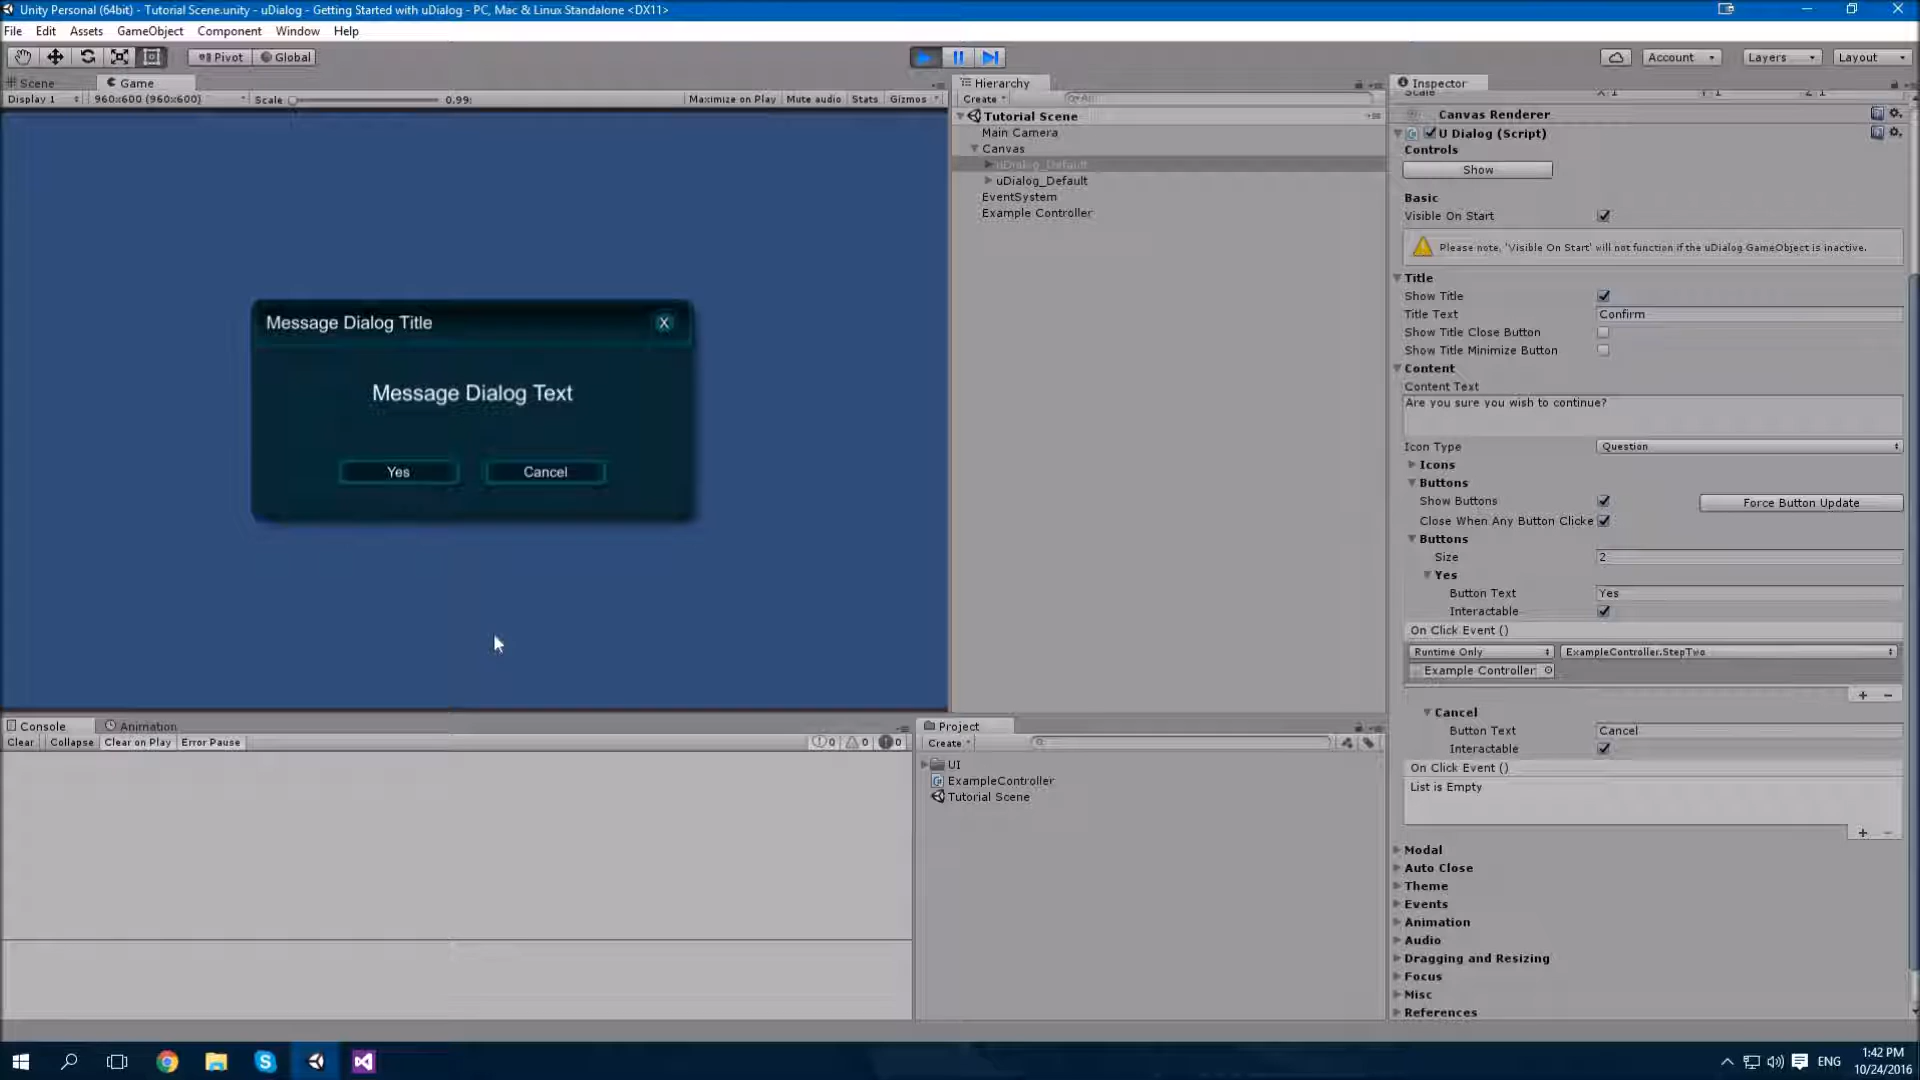 Unity Personal (64bit) - Tutorial Scene.unity - uDialog - Getting Started with uDialog - PC, Mac & Linux Standalone <DX11>
File Edit Assets GameObject Component Window Help
Pivot Global
Account Layers Layout
Scene Game
Display 1 960x600 (960x600) Scale 0.99:
Maximize on Play Mute audio Stats Gizmos
Message Dialog Title X
Message Dialog Text
Yes Cancel
Hierarchy
Create
Tutorial Scene
Main Camera
Canvas
uDialog_Default
uDialog_Default
EventSystem
Example Controller
Inspector
Scale X 1 Y 1 Z 1
Canvas Renderer
U Dialog (Script)
Controls
Show
Basic
Visible On Start
Please note, 'Visible On Start' will not function if the uDialog GameObject is inactive.
Title
Show Title
Title Text Confirm
Show Title Close Button
Show Title Minimize Button
Content
Content Text
Are you sure you wish to continue?
Icon Type Question
Icons
Buttons
Show Buttons Force Button Update
Close When Any Button Clicke
Buttons
Size 2
Yes
Button Text Yes
Interactable
On Click Event ()
Runtime Only ExampleController.StepTwo
Example Controller
+ -
Cancel
Button Text Cancel
Interactable
On Click Event ()
List is Empty
+ -
Modal
Auto Close
Theme
Events
Animation
Audio
Dragging and Resizing
Focus
Misc
References
Console Animation
Clear Collapse Clear on Play Error Pause 0 0 0
Project
Create
UI
ExampleController
Tutorial Scene
ENG
1:42 PM
10/24/2016